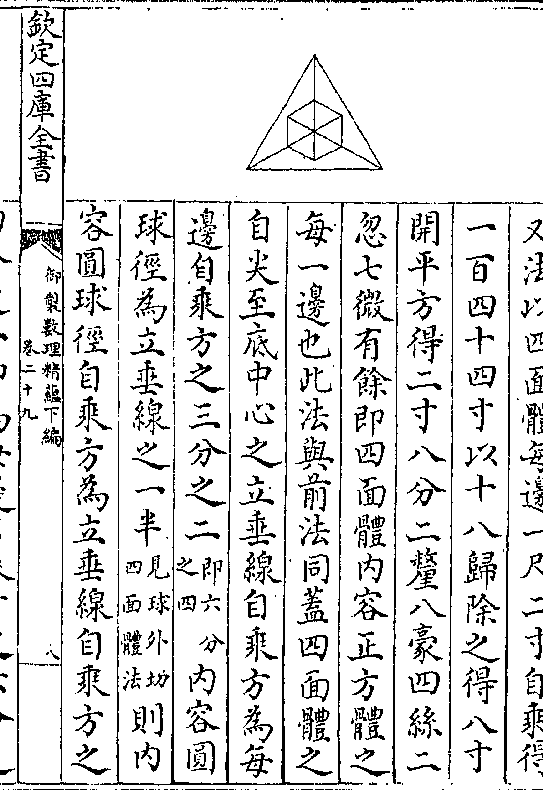 又法以四面體每邊一尺二寸自乘得
一百四十四寸以十八歸除之得八寸
開平方得二寸八分二釐八豪四絲二
忽七微有餘即四面體内容正方體之
每一邊也此法與前法同蓋四面體之
自尖至底中心之立垂線自乘方為每
邊自乘方之三分之二即六分之四内容圓
球徑為立垂線之一半見球外切四面體法則内
容圓球徑自乘方為立垂線自乘方之
欽定四庫全書
御製數理精蘊下編
卷二十九
八